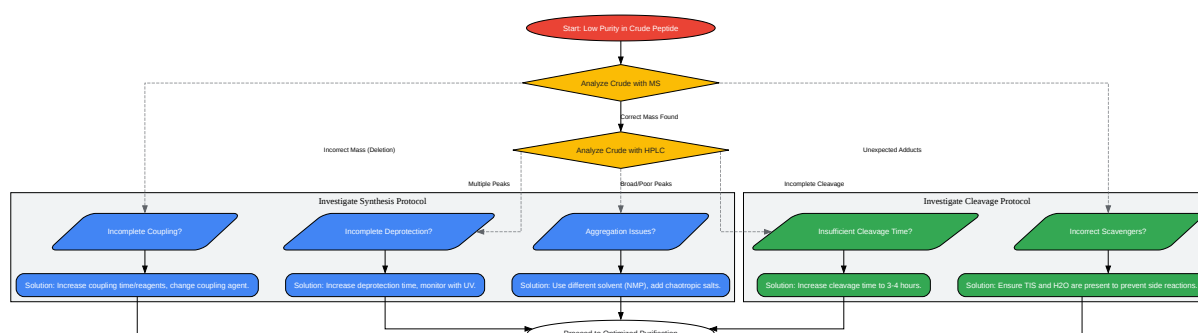 Start: Low Purity in Crude Peptide
Analyze Crude with MS
Correct Mass Found
Incorrect Mass (Deletion)
Analyze Crude with HPLC
Unexpected Adducts
Multiple Peaks
Broad/Poor Peaks
Incomplete Cleavage
Investigate Synthesis Protocol
Investigate Cleavage Protocol
Incomplete Coupling?
Incomplete Deprotection?
Aggregation Issues?
Insufficient Cleavage Time?
Incorrect Scavengers?
Solution: Increase coupling time/reagents, change coupling agent.
Solution: Increase deprotection time, monitor with UV.
Solution: Use different solvent (NMP), add chaotropic salts.
Solution: Increase cleavage time to 3-4 hours.
Solution: Ensure TIS and H2O are present to prevent side reactions.
Proceed to Optimized Purification